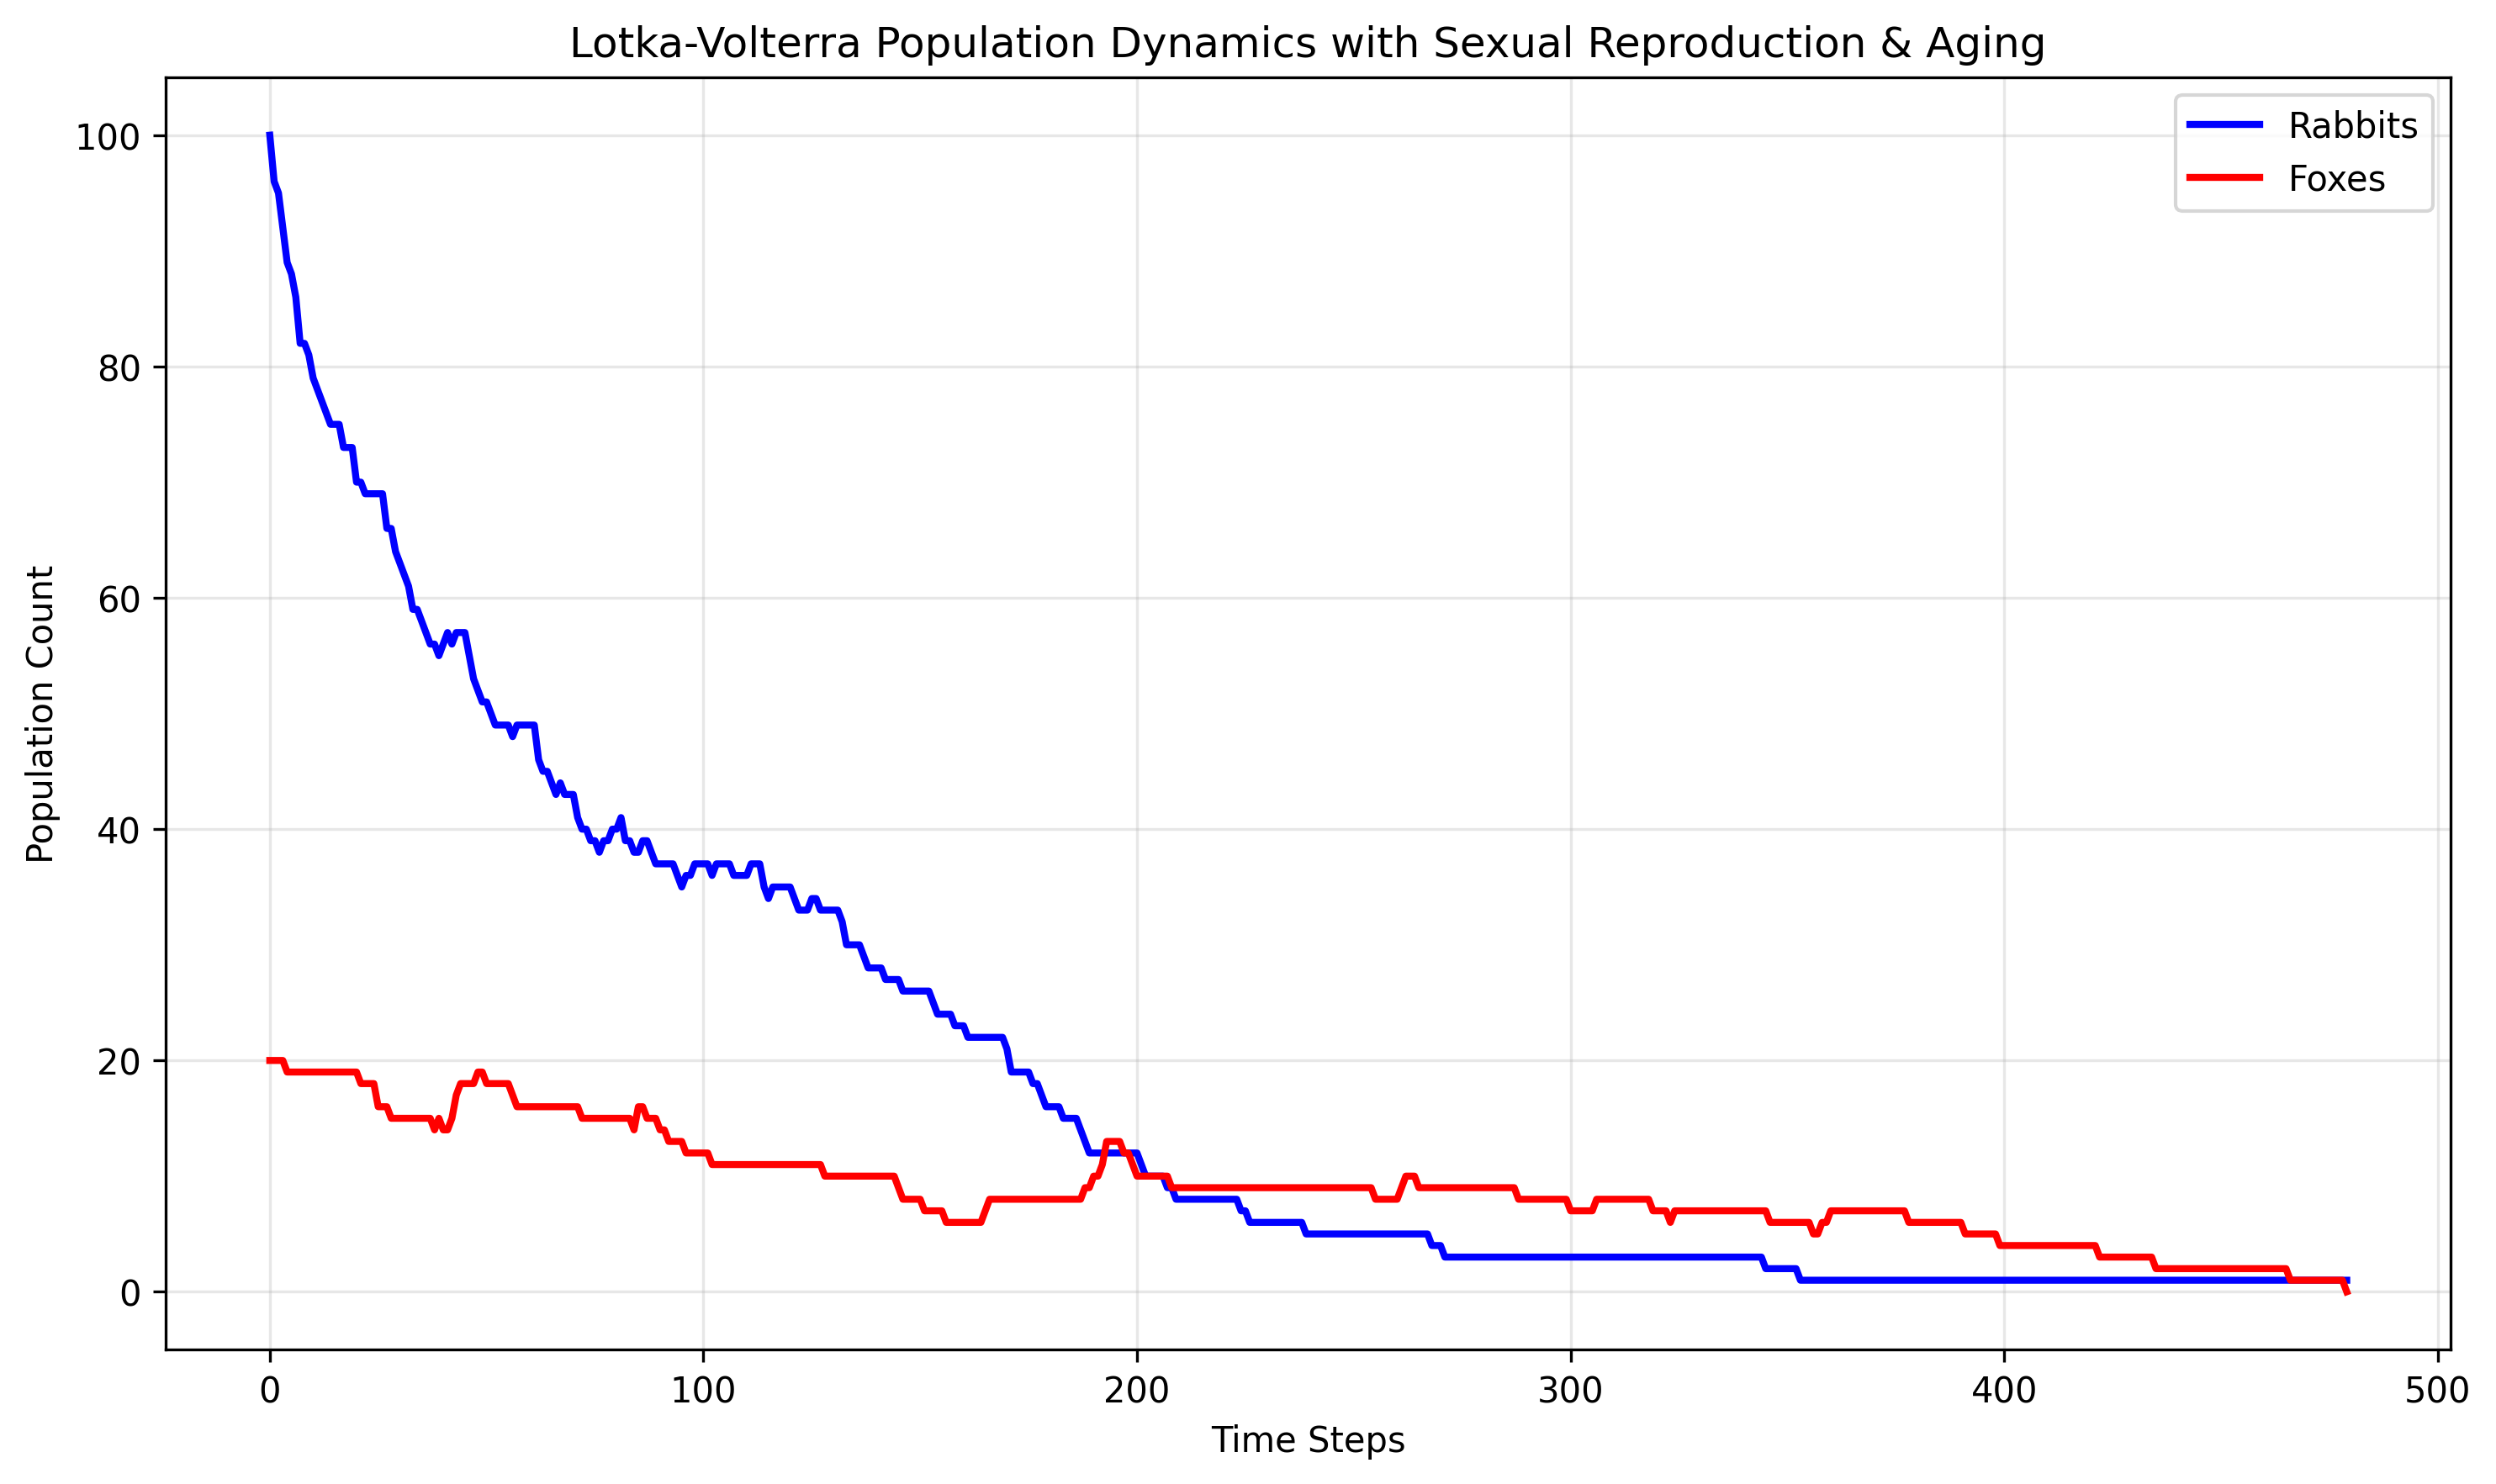 Lotka-Volterra Population Dynamics with Sexual Reproduction & Aging
Rabbits
Foxes
100
80
60
40
20
0
Population Count
0 100 200 300 400 500
Time Steps